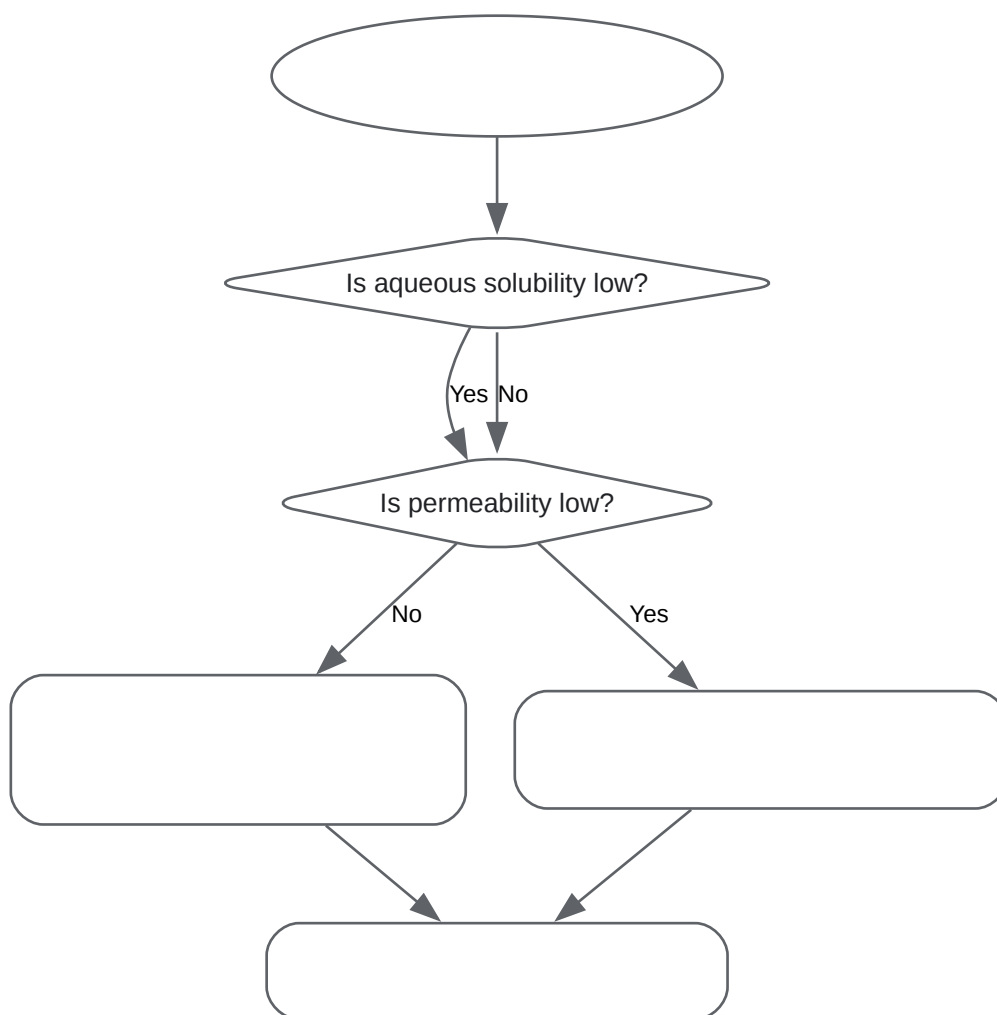 Is aqueous solubility low?
Yes
No
Is permeability low?
No
Yes